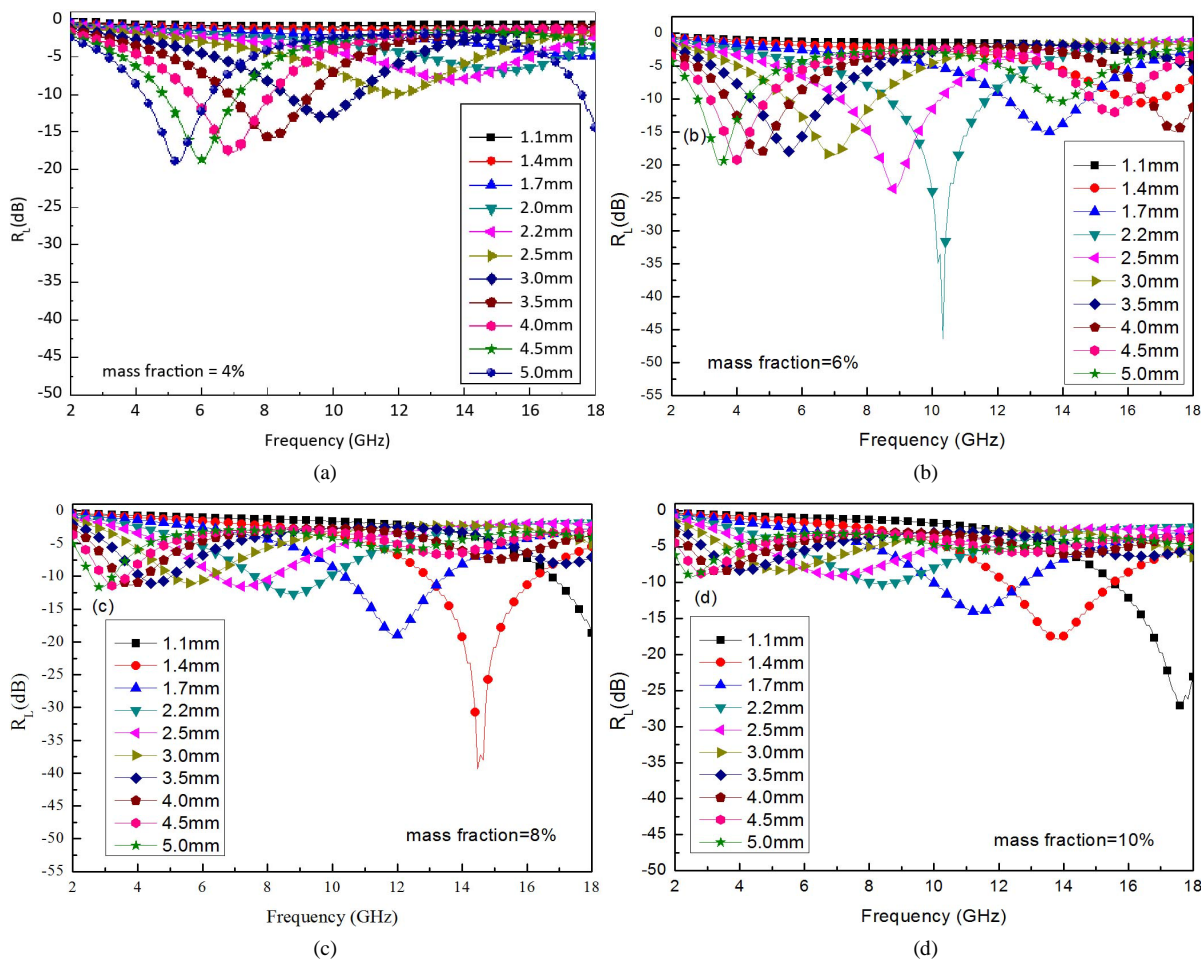 0
-5
-10
-15
-20
-25
-30
-35
-40
-45
-50
R_L(dB)
1.1mm
1.4mm
1.7mm
2.0mm
2.2mm
2.5mm
3.0mm
3.5mm
4.0mm
4.5mm
5.0mm
mass fraction = 4%
2 4 6 8 10 12 14 16 18
Frequency (GHz)
(a)
0
-5
-10
-15
-20
-25
-30
-35
-40
-45
-50
-55
R_L(dB)
(b)
1.1mm
1.4mm
1.7mm
2.2mm
2.5mm
3.0mm
3.5mm
4.0mm
4.5mm
5.0mm
mass fraction=6%
2 4 6 8 10 12 14 16 18
Frequency (GHz)
(b)
0
-5
-10
-15
-20
-25
-30
-35
-40
-45
-50
-55
R_L(dB)
(c)
1.1mm
1.4mm
1.7mm
2.2mm
2.5mm
3.0mm
3.5mm
4.0mm
4.5mm
5.0mm
mass fraction=8%
2 4 6 8 10 12 14 16 18
Frequency (GHz)
(c)
0
-5
-10
-15
-20
-25
-30
-35
-40
-45
-50
R_L(dB)
(d)
1.1mm
1.4mm
1.7mm
2.2mm
2.5mm
3.0mm
3.5mm
4.0mm
4.5mm
5.0mm
mass fraction=10%
2 4 6 8 10 12 14 16 18
Frequency (GHz)
(d)